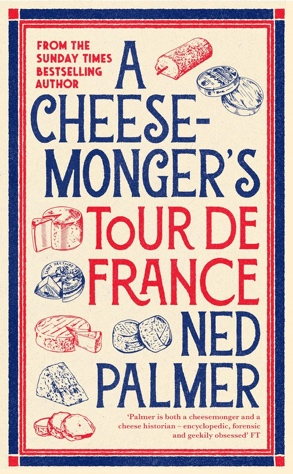 FROM THE
SUNDAY TIMES
BESTSELLING
AUTHOR
A
CHEESE-
MONGER'S
TOUR DE
FRANCE
NED
PALMER
'Palmer is both a cheesemonger and a
cheese historian – encyclopedic, forensic
and geekily obsessed' FT